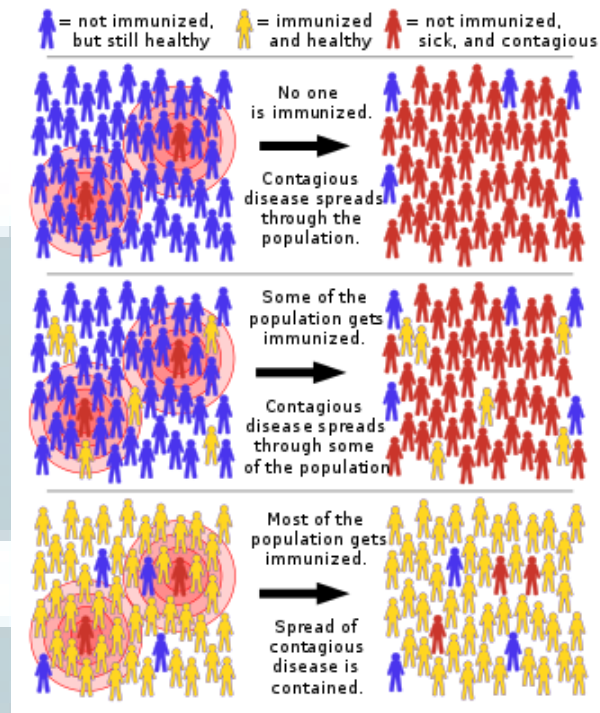 = not immunized, but still healthy
= immunized and healthy
= not immunized, sick, and contagious
No one
is immunized.
Contagious
disease spreads
through the
population.
Some of the
population gets
immunized.
Contagious
disease spreads
through some
of the population
Most of the
population gets
immunized.
Spread of
contagious
disease is
contained.